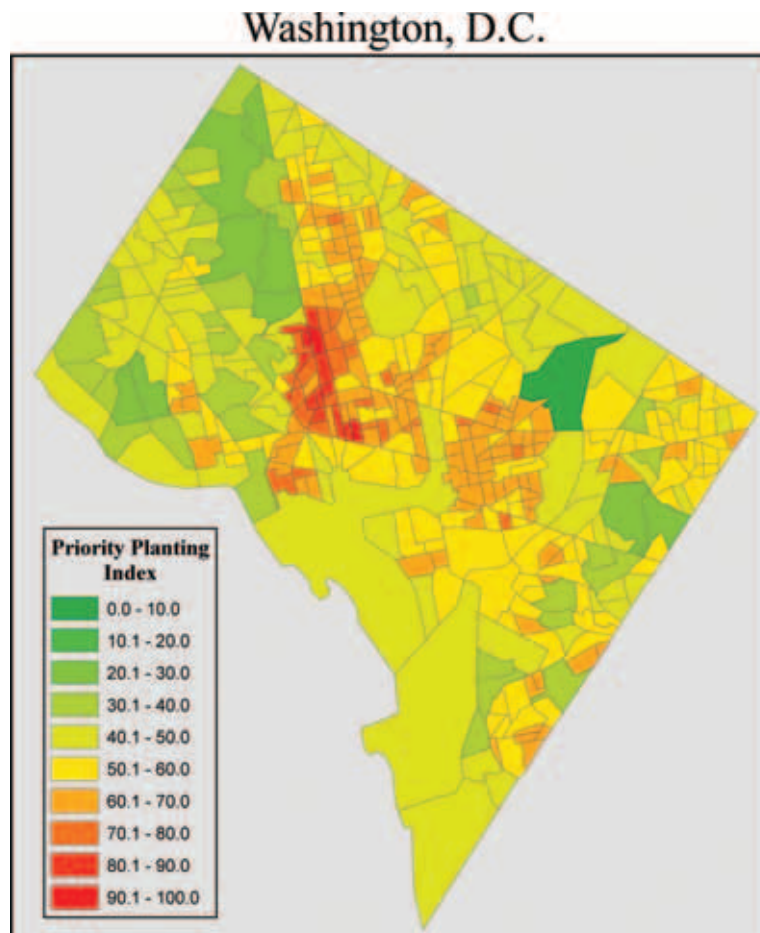 Washington, D.C.
Priority Planting
Index
0.0 - 10.0
10.1 - 20.0
20.1 - 30.0
30.1 - 40.0
40.1 - 50.0
50.1 - 60.0
60.1 - 70.0
70.1 - 80.0
80.1 - 90.0
90.1 - 100.0